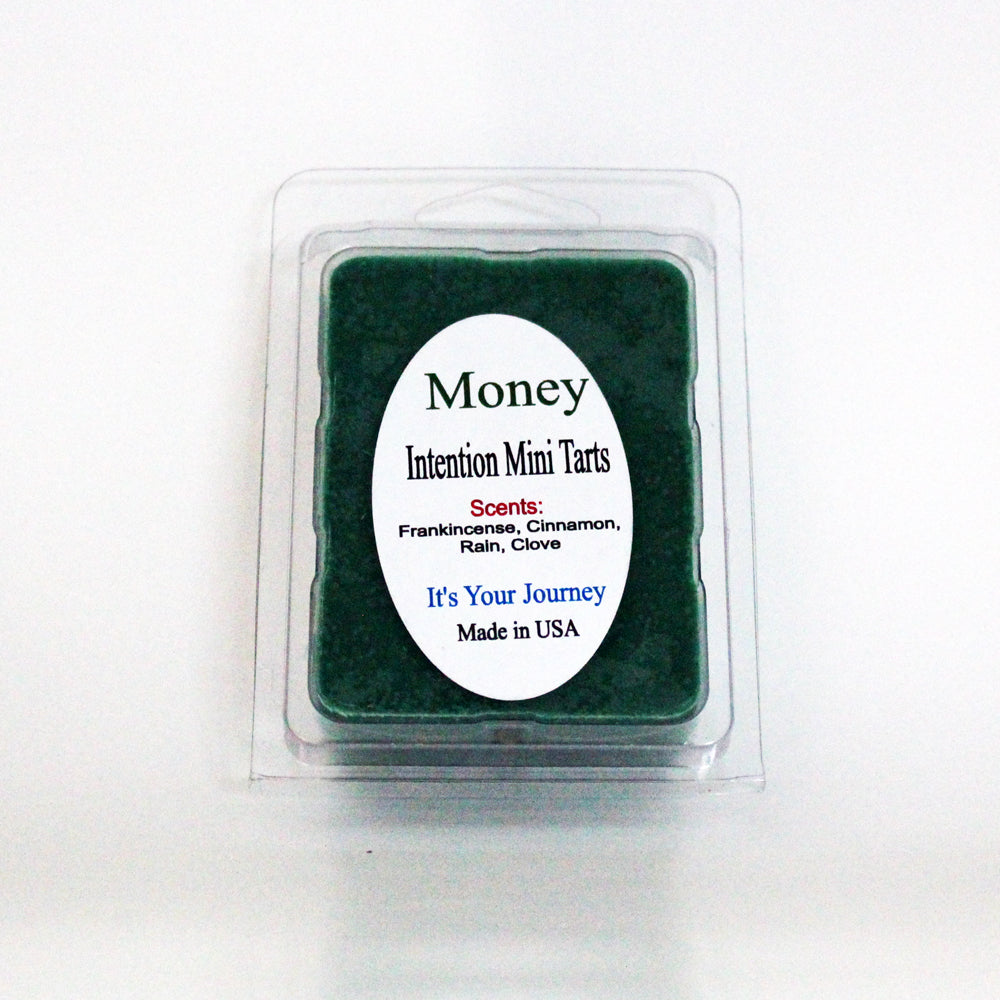 Money
Intention Mini Tarts
Scents:
Frankincense, Cinnamon,
Rain, Clove
It's Your Journey
Made in USA